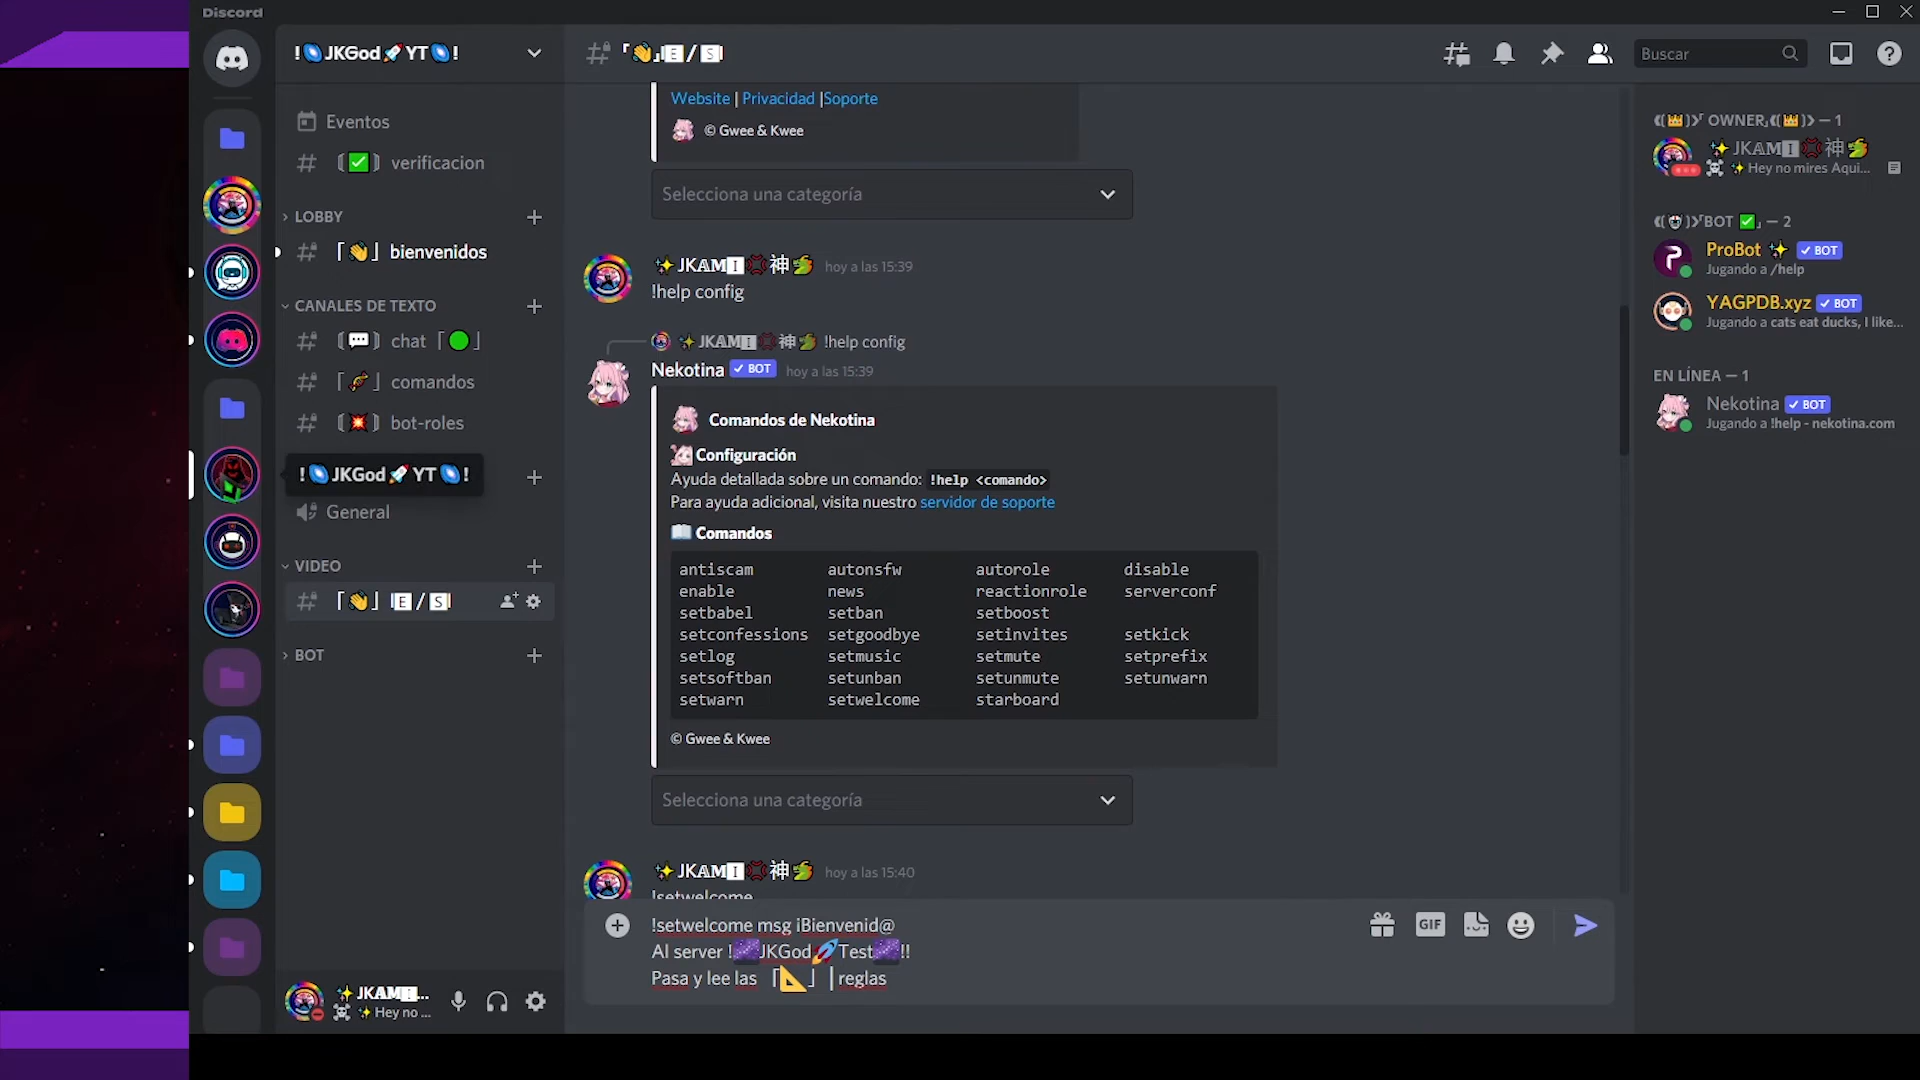 Discord
!🌀JKGod🚀YT🌀!
「👋」🄴/🅂
Buscar
Eventos
〔✅〕verificacion
LOBBY
「👋」bienvenidos
CANALES DE TEXTO
〔💬〕chat「🟢」
「🧨」comandos
〔💥〕bot-roles
!🌀JKGod🚀YT🌀!
General
VIDEO
「👋」🄴/🅂
BOT
✨JKAM🄸...
☠️✨Hey no ...
Website | Privacidad |Soporte
© Gwee & Kwee
Selecciona una categoría
✨JKAM🄸💢神🐲 hoy a las 15:39
!help config
✨JKAM🄸💢神🐲 !help config
Nekotina ✓ BOT hoy a las 15:39
Comandos de Nekotina
Configuración
Ayuda detallada sobre un comando: !help <comando>
Para ayuda adicional, visita nuestro servidor de soporte
📖 Comandos
antiscam autonsfw autorole disable
enable news reactionrole serverconf
setbabel setban setboost
setconfessions setgoodbye setinvites setkick
setlog setmusic setmute setprefix
setsoftban setunban setunmute setunwarn
setwarn setwelcome starboard
© Gwee & Kwee
Selecciona una categoría
✨JKAM🄸💢神🐲 hoy a las 15:40
!setwelcome
!setwelcome msg ¡Bienvenid@
Al server !🌌JKGod🚀Test🌌!!
Pasa y lee las「📐」|reglas
GIF
⟪(👑)⟫「OWNER」⟪(👑)⟫ — 1
✨JKAM🄸💢神🐲
☠️✨Hey no mires Aqui...
BOT ✅」 — 2
ProBot ✨ ✓ BOT
Jugando a /help
YAGPDB.xyz ✓ BOT
Jugando a cats eat ducks, I like...
EN LÍNEA — 1
Nekotina ✓ BOT
Jugando a !help - nekotina.com